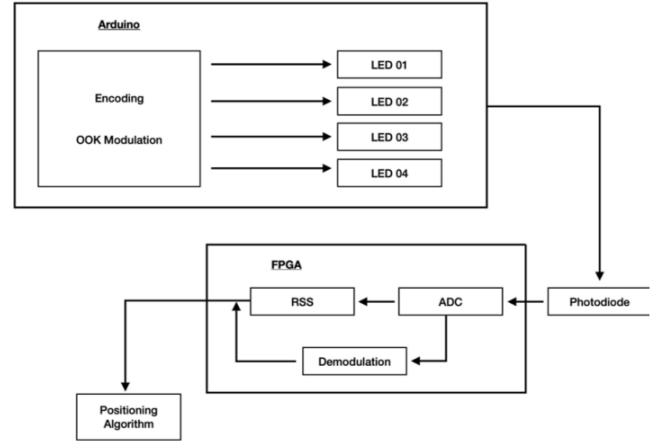 Arduino
Encoding
OOK Modulation
LED 01
LED 02
LED 03
LED 04
FPGA
RSS
ADC
Photodiode
Demodulation
Positioning
Algorithm